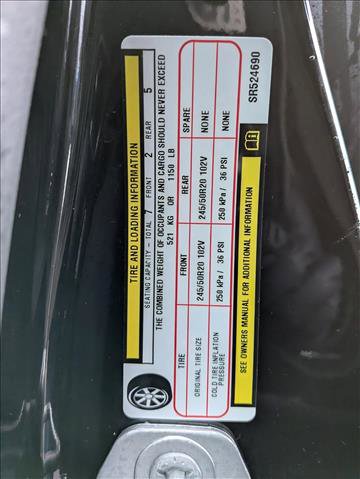 TIRE AND LOADING INFORMATION
SEATING CAPACITY - TOTAL 7 FRONT 2 REAR 5
THE COMBINED WEIGHT OF OCCUPANTS AND CARGO SHOULD NEVER EXCEED
521 KG OR 1150 LB
TIRE FRONT REAR SPARE
ORIGINAL TIRE SIZE 245/50R20 102V 245/50R20 102V NONE
COLD TIRE INFLATION PRESSURE 250 kPa / 36 PSI 250 kPa / 36 PSI NONE
SEE OWNERS MANUAL FOR ADDITIONAL INFORMATION
SR524690